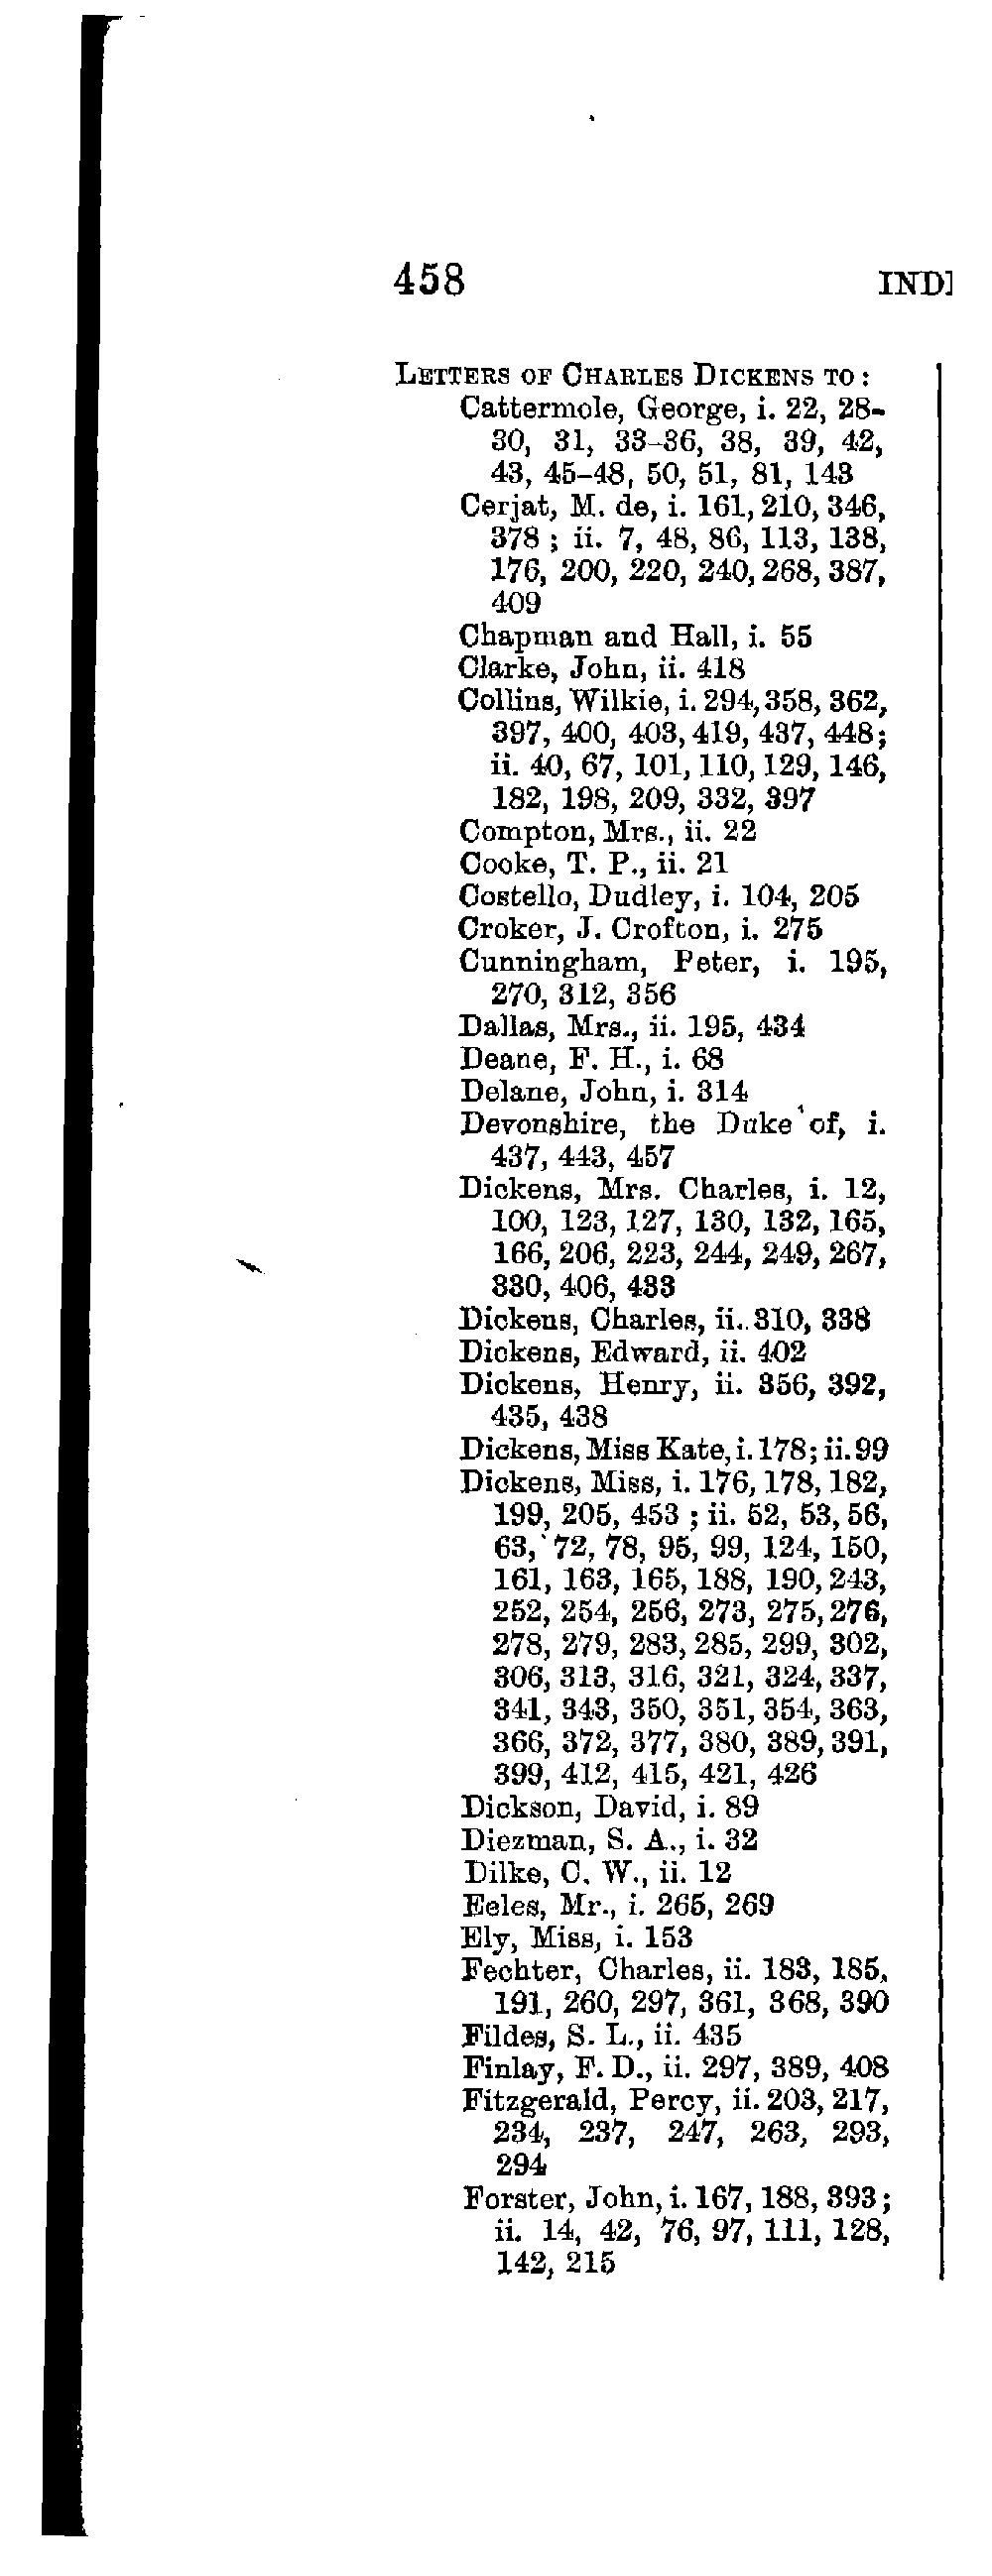 458 IND
LETTERS OF CHARLES DICKENS TO:
Cattermole, George, i. 22, 28-
30, 31, 33-36, 38, 39, 42,
43, 45-48, 50, 51, 81, 143
Cerjat, M. de, i. 161, 210, 346,
378; ii. 7, 48, 86, 113, 138,
176, 200, 220, 240, 268, 387,
409
Chapman and Hall, i. 55
Clarke, John, ii. 418
Collins, Wilkie, i. 294, 358, 362,
397, 400, 403, 419, 437, 448;
ii. 40, 67, 101, 110, 129, 146,
182, 198, 209, 332, 397
Compton, Mrs., ii. 22
Cooke, T. P., ii. 21
Costello, Dudley, i. 104, 205
Croker, J. Crofton, i. 275
Cunningham, Peter, i. 195,
270, 312, 356
Dallas, Mrs., ii. 195, 434
Deane, F. H., i. 68
Delane, John, i. 314
Devonshire, the Duke of, i.
437, 443, 457
Dickens, Mrs. Charles, i. 12,
100, 123, 127, 130, 132, 165,
166, 206, 223, 244, 249, 267,
330, 406, 433
Dickens, Charles, ii. 310, 338
Dickens, Edward, ii. 402
Dickens, Henry, ii. 356, 392,
435, 438
Dickens, Miss Kate, i. 178; ii. 99
Dickens, Miss, i. 176, 178, 182,
199, 205, 453; ii. 52, 53, 56,
63, 72, 78, 95, 99, 124, 150,
161, 163, 165, 188, 190, 243,
252, 254, 256, 273, 275, 276,
278, 279, 283, 285, 299, 302,
306, 313, 316, 321, 324, 337,
341, 343, 350, 351, 354, 363,
366, 372, 377, 380, 389, 391,
399, 412, 415, 421, 426
Dickson, David, i. 89
Diezman, S. A., i. 32
Dilke, C. W., ii. 12
Eeles, Mr., i. 265, 269
Ely, Miss, i. 153
Fechter, Charles, ii. 183, 185,
191, 260, 297, 361, 368, 390
Fildes, S. L., ii. 435
Finlay, F. D., ii. 297, 389, 408
Fitzgerald, Percy, ii. 203, 217,
234, 237, 247, 263, 293,
294
Forster, John, i. 167, 188, 393;
ii. 14, 42, 76, 97, 111, 128,
142, 215